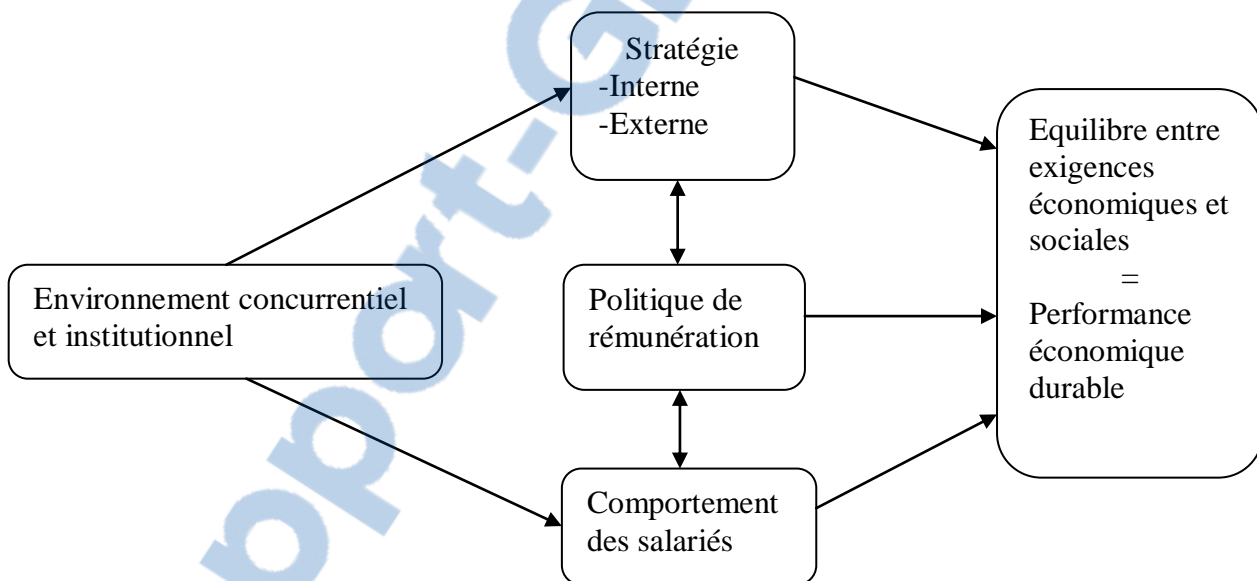 Stratégie
-Interne
-Externe
Environnement concurrentiel
et institutionnel
Politique de
rémunération
Comportement
des salariés
Equilibre entre
exigences
économiques et
sociales
=
Performance
économique
durable
pport-G